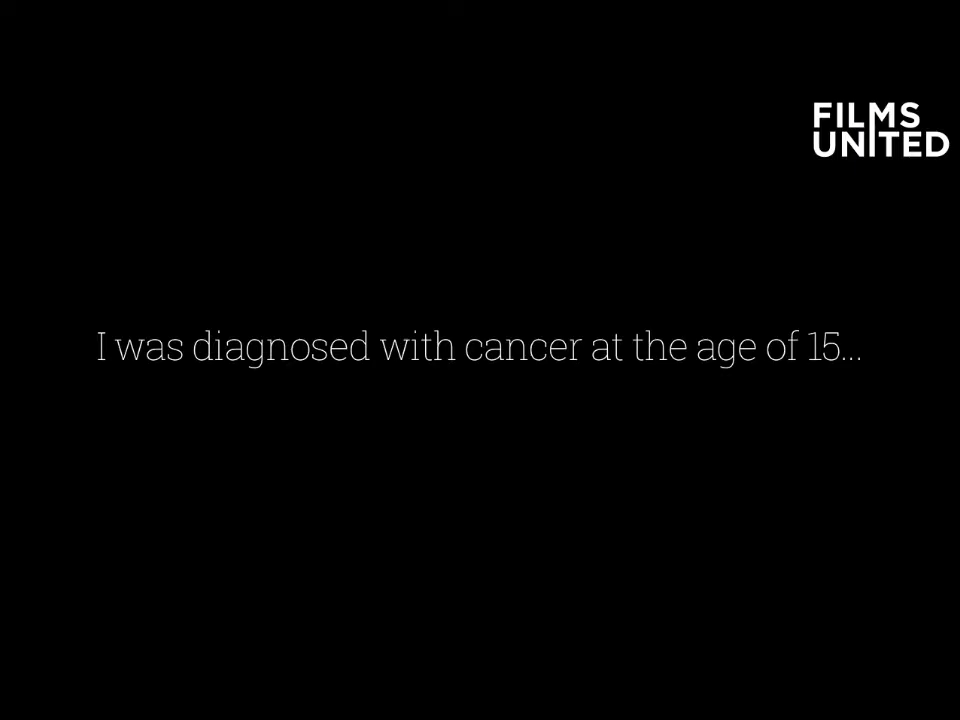 FILMS
UNITED
I was diagnosed with cancer at the age of 15...